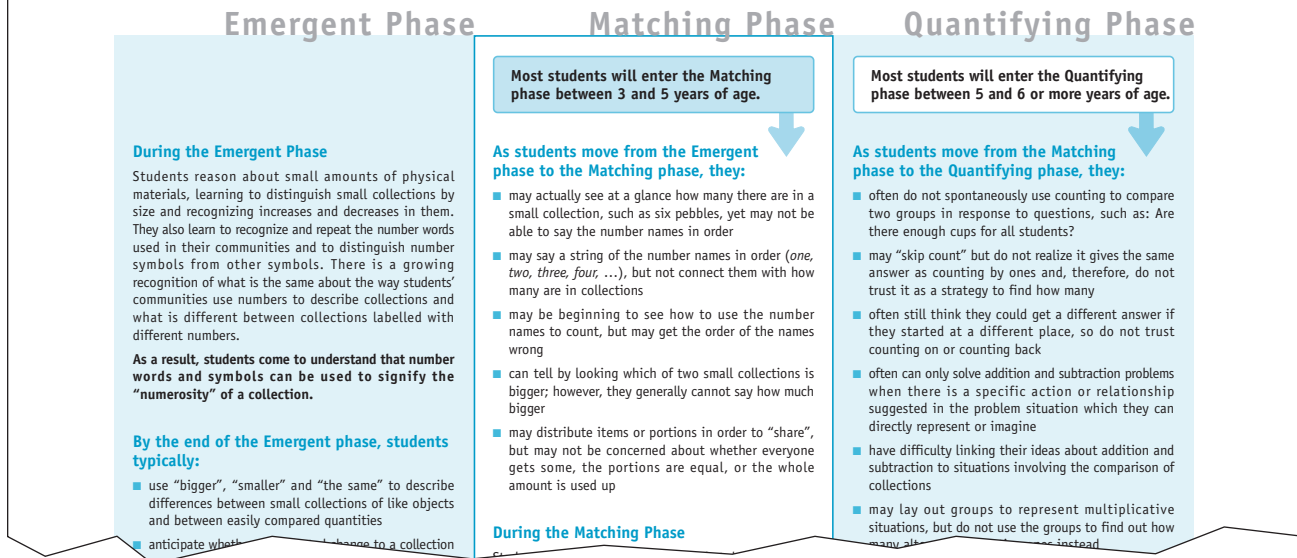 Emergent Phase
Matching Phase
Quantifying Phase
During the Emergent Phase
Students reason about small amounts of physical
materials, learning to distinguish small collections by
size and recognizing increases and decreases in them.
They also learn to recognize and repeat the number words
used in their communities and to distinguish number
symbols from other symbols. There is a growing
recognition of what is the same about the way students’
communities use numbers to describe collections and
what is different between collections labelled with
different numbers.
As a result, students come to understand that number
words and symbols can be used to signify the
“numerosity” of a collection.
By the end of the Emergent phase, students
typically:
■ use “bigger”, “smaller” and “the same” to describe
differences between small collections of like objects
and between easily compared quantities
■ anticipate change to a collection
Most students will enter the Matching
phase between 3 and 5 years of age.
As students move from the Emergent
phase to the Matching phase, they:
■ may actually see at a glance how many there are in a
small collection, such as six pebbles, yet may not be
able to say the number names in order
■ may say a string of the number names in order (one,
two, three, four, …), but not connect them with how
many are in collections
■ may be beginning to see how to use the number
names to count, but may get the order of the names
wrong
■ can tell by looking which of two small collections is
bigger; however, they generally cannot say how much
bigger
■ may distribute items or portions in order to “share”,
but may not be concerned about whether everyone
gets some, the portions are equal, or the whole
amount is used up
During the Matching Phase
Most students will enter the Quantifying
phase between 5 and 6 or more years of age.
As students move from the Matching
phase to the Quantifying phase, they:
■ often do not spontaneously use counting to compare
two groups in response to questions, such as: Are
there enough cups for all students?
■ may “skip count” but do not realize it gives the same
answer as counting by ones and, therefore, do not
trust it as a strategy to find how many
■ often still think they could get a different answer if
they started at a different place, so do not trust
counting on or counting back
■ often can only solve addition and subtraction problems
when there is a specific action or relationship
suggested in the problem situation which they can
directly represent or imagine
■ have difficulty linking their ideas about addition and
subtraction to situations involving the comparison of
collections
■ may lay out groups to represent multiplicative
situations, but do not use the groups to find out how
many instead